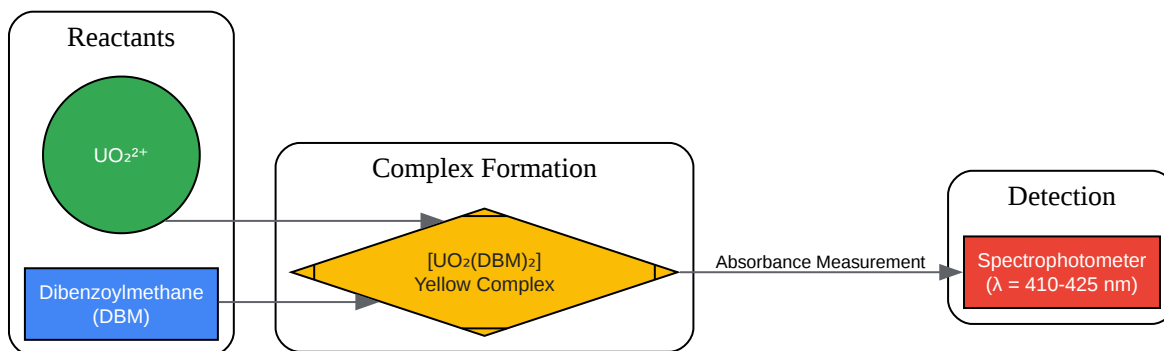 Reactants
UO₂²⁺
Dibenzoylmethane
(DBM)
Complex Formation
[UO₂(DBM)₂]
Yellow Complex
Absorbance Measurement
Detection
Spectrophotometer
(λ = 410-425 nm)